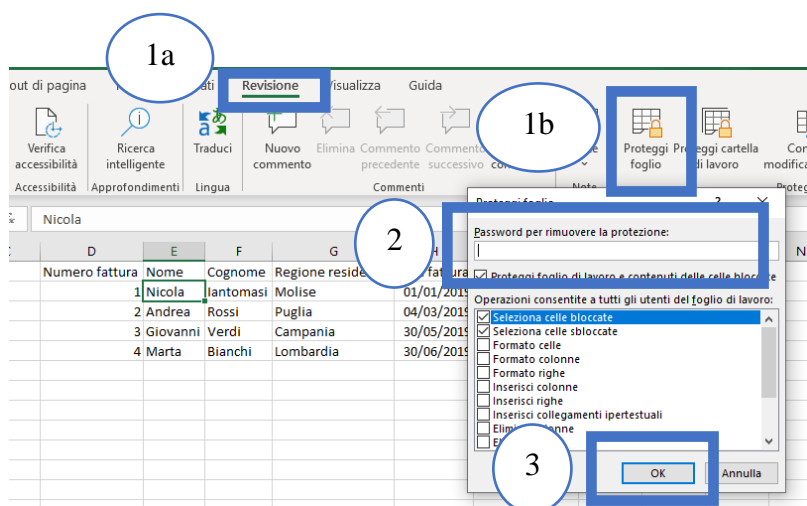 1a
out di pagina
Revisione
Visualizza
Guida
1b
Verifica accessibilità
Ricerca intelligente
Traduci
Nuovo commento
Elimina
Commento precedente
Commento successivo
Proteggi foglio
Proteggi cartella di lavoro
Accessibilità
Approfondimenti
Lingua
Commenti
Note
Nicola
Proteggi foglio ? ×
2
Password per rimuovere la protezione:
Proteggi foglio di lavoro e contenuti delle celle bloccate
Operazioni consentite a tutti gli utenti del foglio di lavoro:
Seleziona celle bloccate
Seleziona celle sbloccate
Formato celle
Formato colonne
Formato righe
Inserisci colonne
Inserisci righe
Inserisci collegamenti ipertestuali
3
OK
Annulla
D E F G H N
Numero fattura Nome Cognome Regione fattura
1 Nicola Iantomasi Molise 01/01/2019
2 Andrea Rossi Puglia 04/03/2019
3 Giovanni Verdi Campania 30/05/2019
4 Marta Bianchi Lombardia 30/06/2019